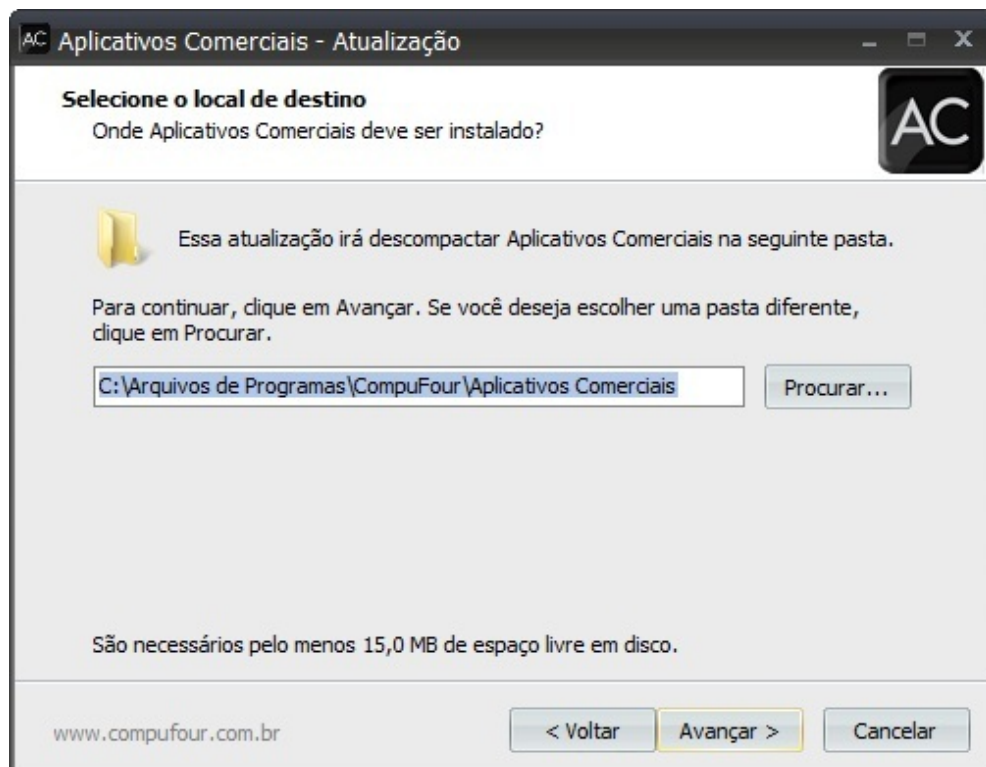 AC Aplicativos Comerciais - Atualização
Selecione o local de destino
Onde Aplicativos Comerciais deve ser instalado?
AC
Essa atualização irá descompactar Aplicativos Comerciais na seguinte pasta.
Para continuar, clique em Avançar. Se você deseja escolher uma pasta diferente,
clique em Procurar.
C:\Arquivos de Programas\CompuFour\Aplicativos Comerciais
Procurar...
São necessários pelo menos 15,0 MB de espaço livre em disco.
www.compufour.com.br
< Voltar
Avançar >
Cancelar